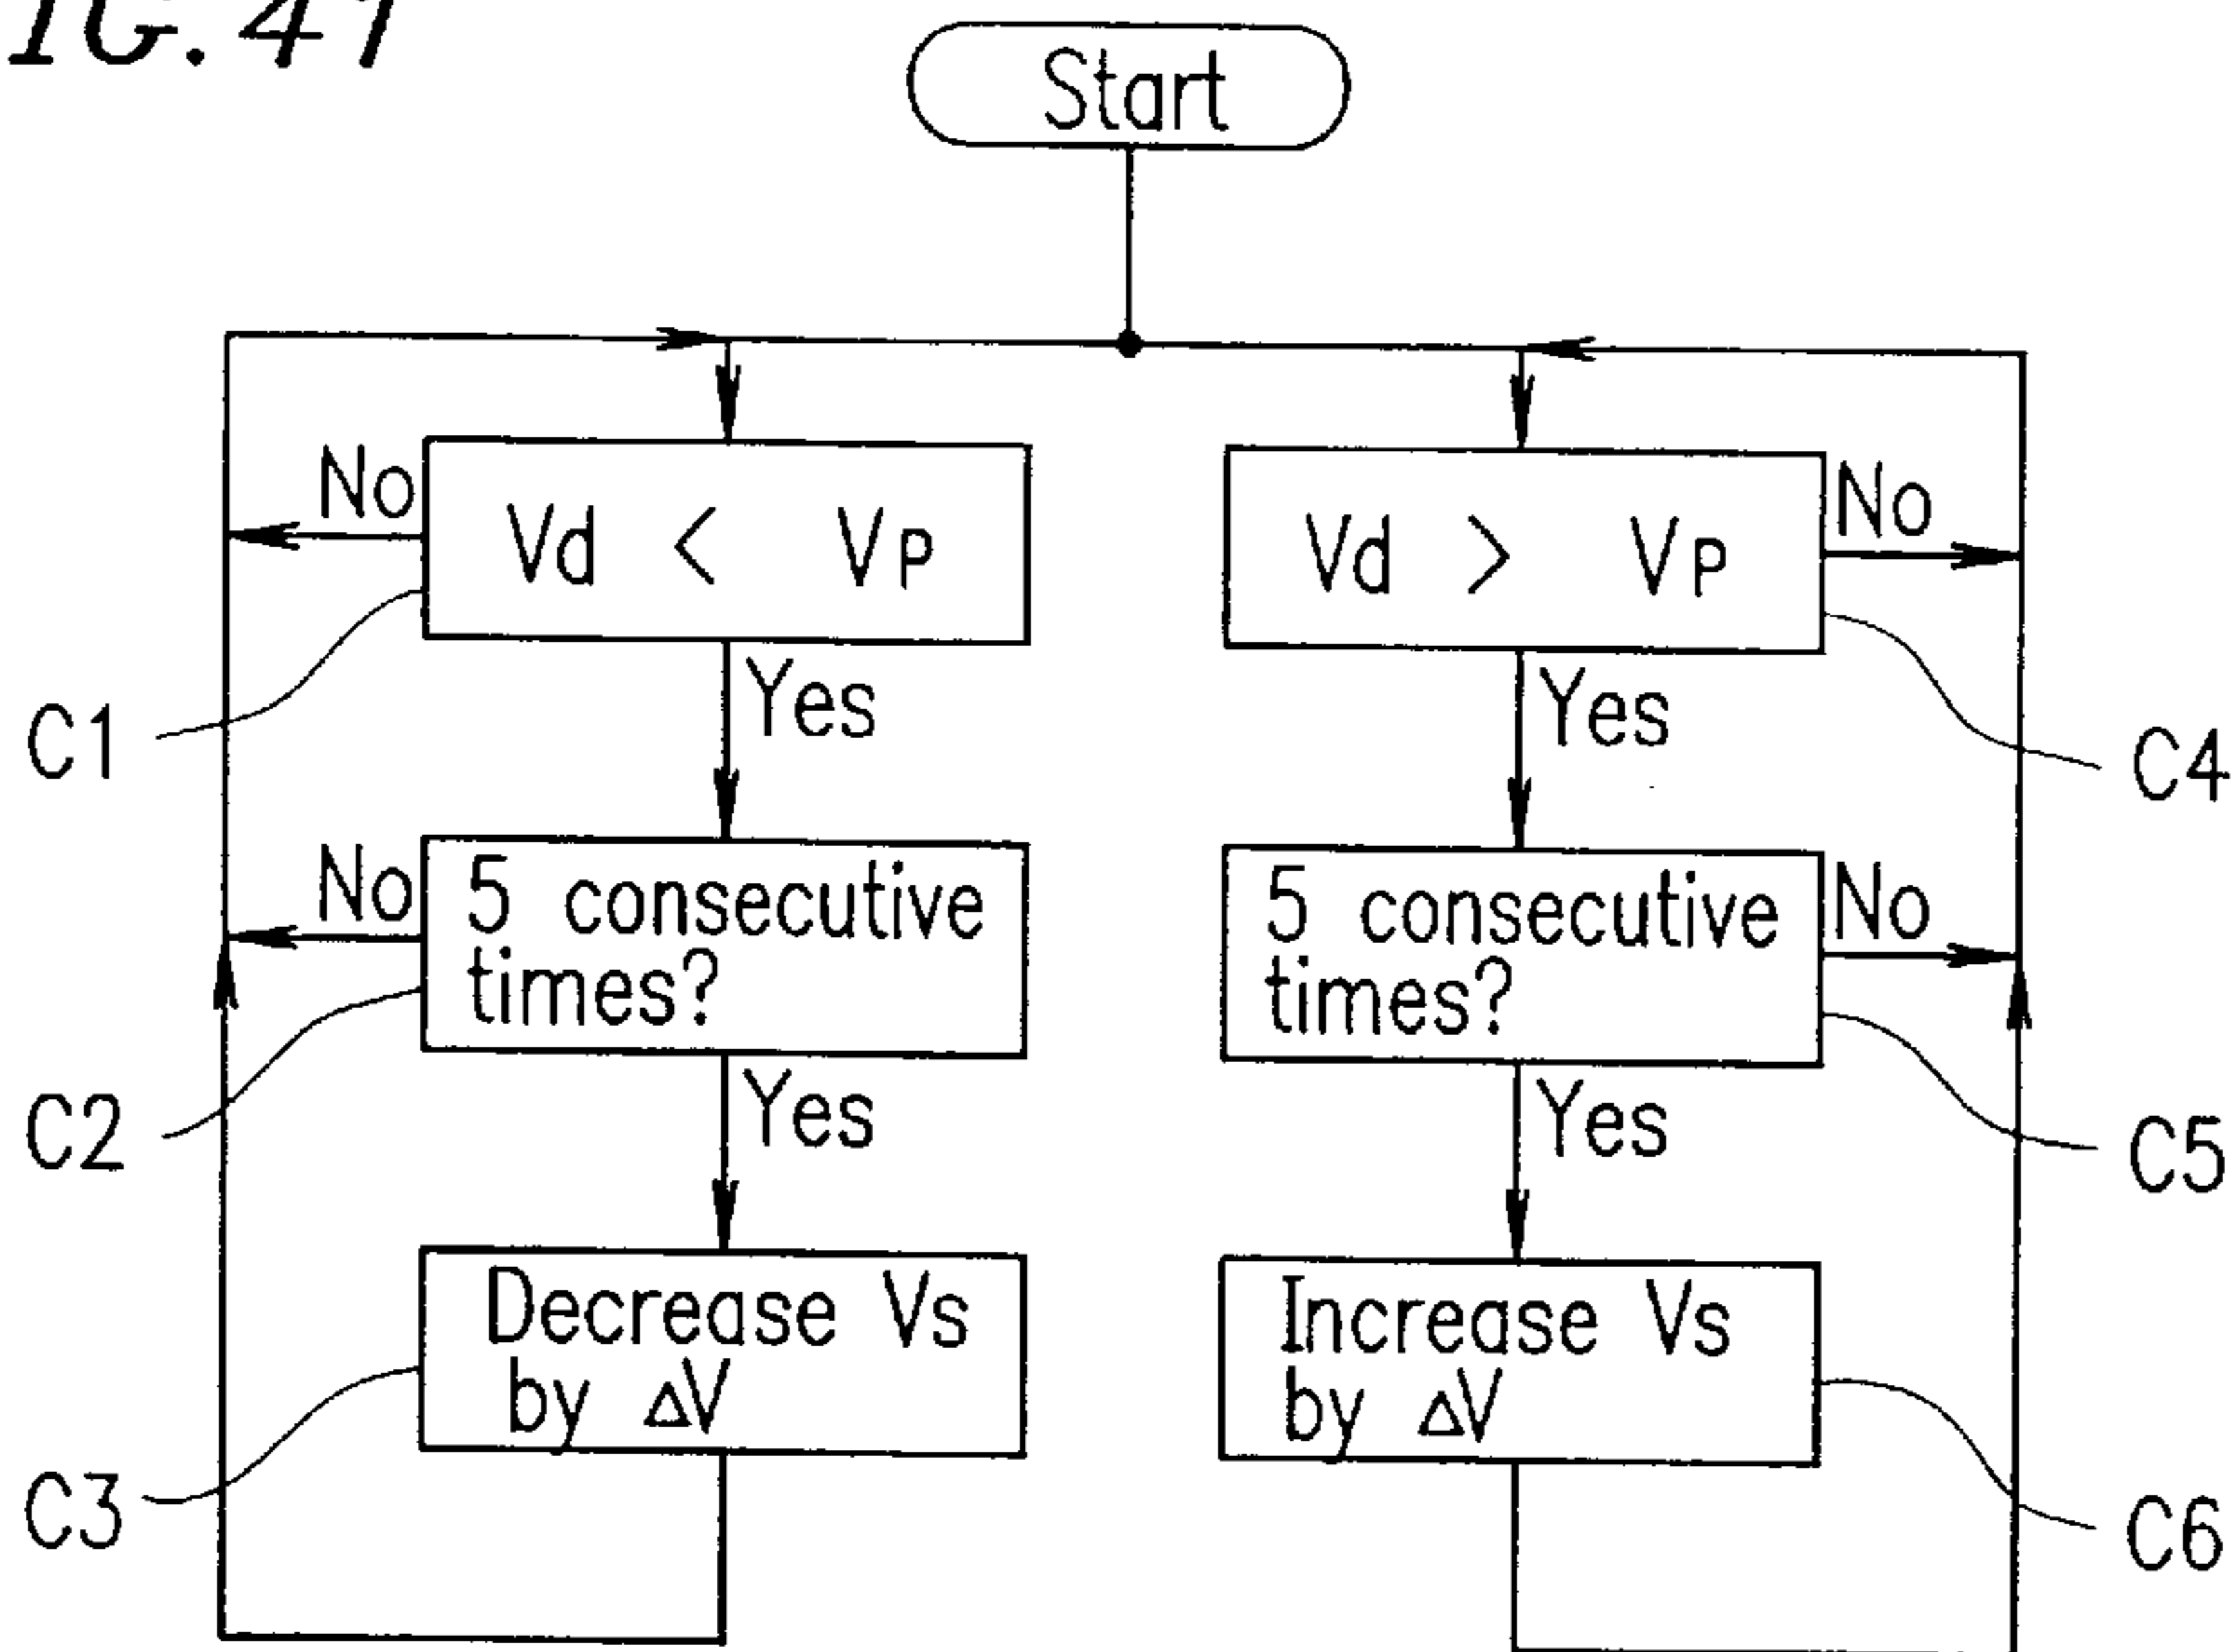 IG.
Start
No
Vd < VP
Vd > VP
No
Yes
Yes
C1
C4
No
5 consecutive
times?
5 consecutive
times?
No
Yes
Yes
C2
C5
Decrease Vs
by ΔV
Increase Vs
by ΔV
C3
C6